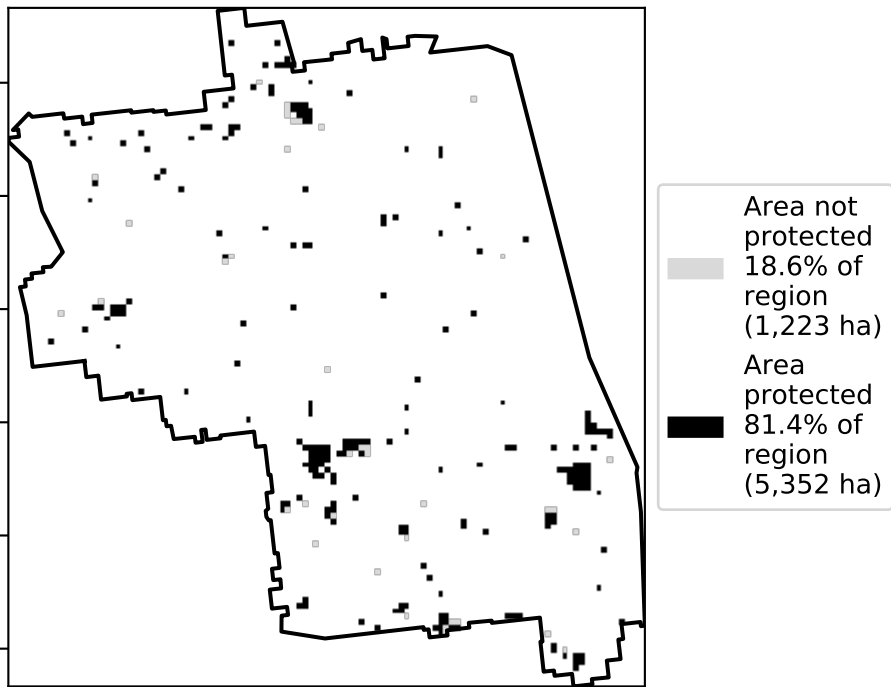 Area not
protected
18.6% of
region
(1,223 ha)
Area
protected
81.4% of
region
(5,352 ha)